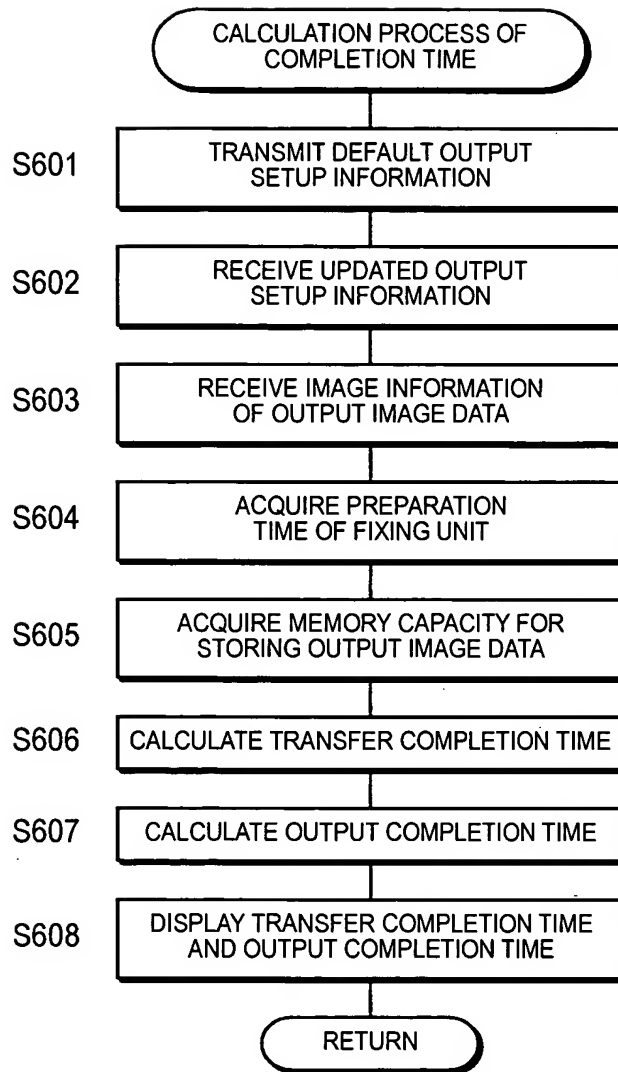 CALCULATION PROCESS OF
COMPLETION TIME
S601
TRANSMIT DEFAULT OUTPUT
SETUP INFORMATION
S602
RECEIVE UPDATED OUTPUT
SETUP INFORMATION
S603
RECEIVE IMAGE INFORMATION
OF OUTPUT IMAGE DATA
S604
ACQUIRE PREPARATION
TIME OF FIXING UNIT
S605
ACQUIRE MEMORY CAPACITY FOR
STORING OUTPUT IMAGE DATA
S606
CALCULATE TRANSFER COMPLETION TIME
S607
CALCULATE OUTPUT COMPLETION TIME
S608
DISPLAY TRANSFER COMPLETION TIME
AND OUTPUT COMPLETION TIME
RETURN